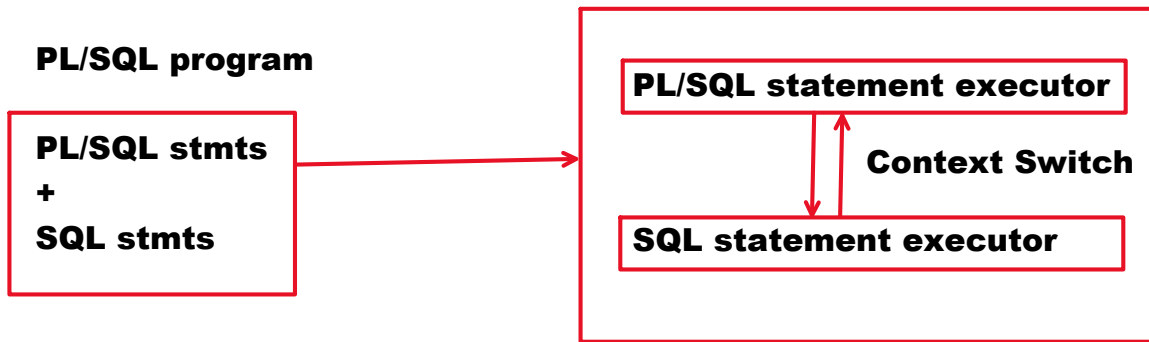 PL/SQL program
PL/SQL stmts
+
SQL stmts
PL/SQL statement executor
Context Switch
SQL statement executor